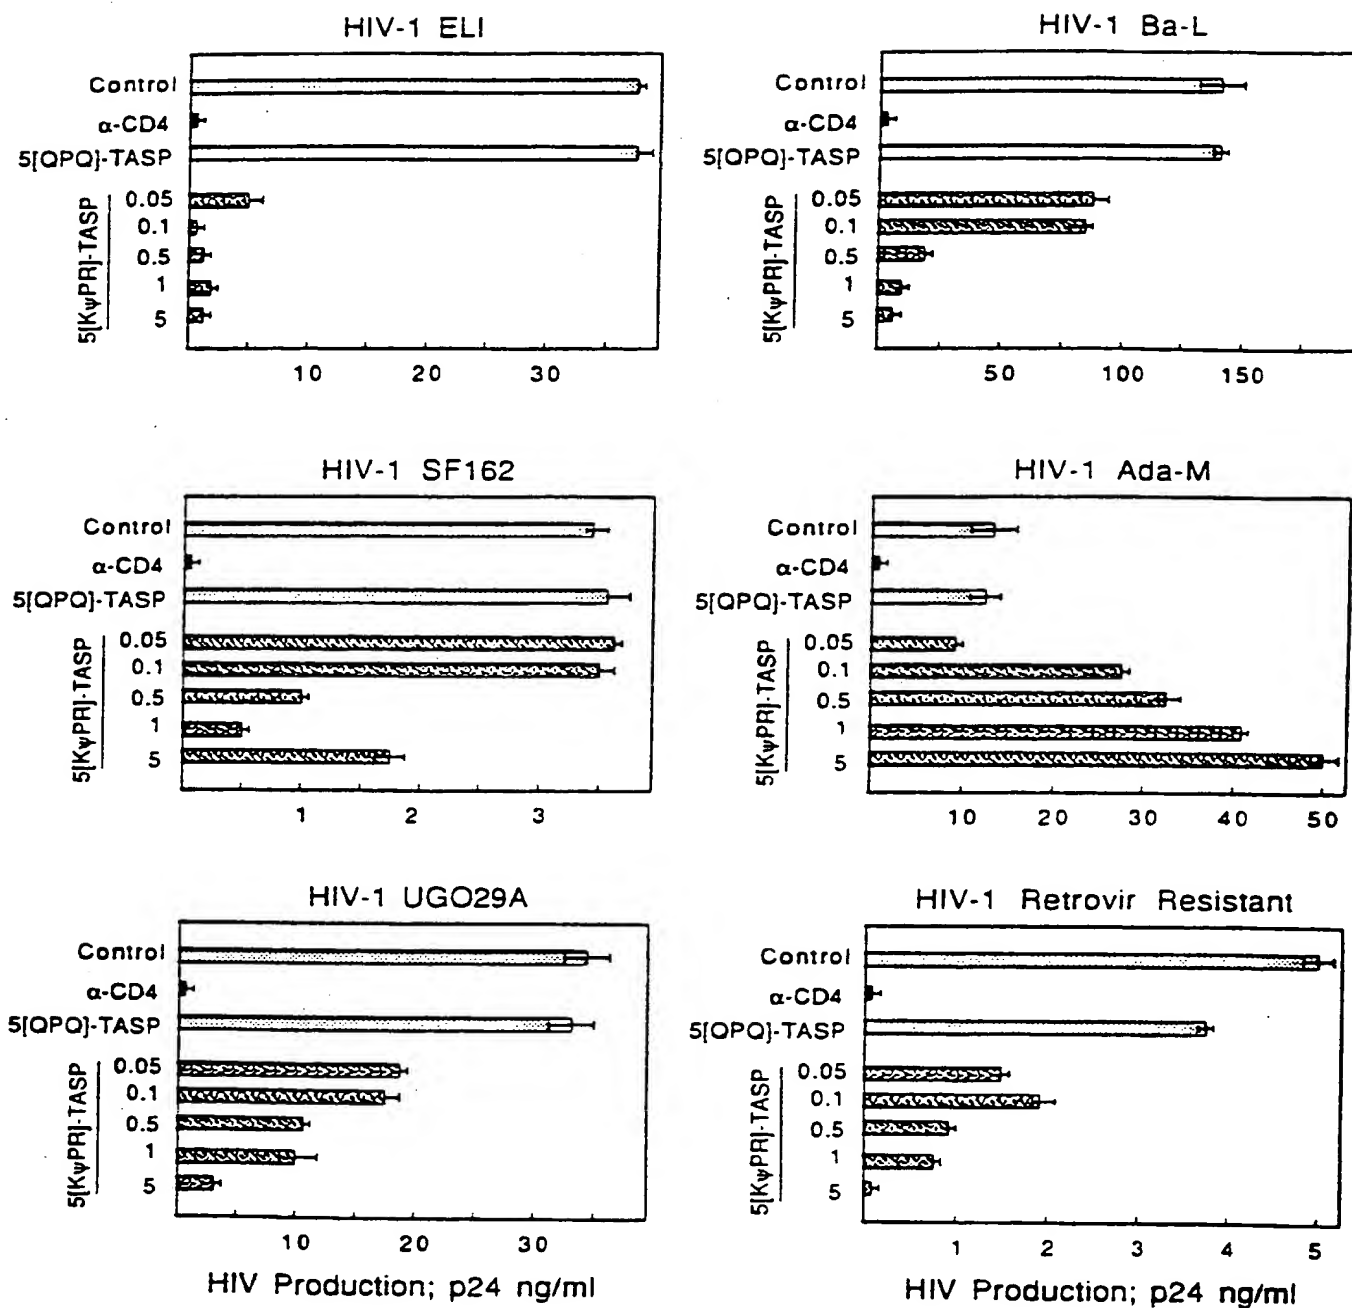 HIV-1 ELI
Control
α-CD4
5[QPQ]-TASP
5[KψPR]-TASP
0.05
0.1
0.5
1
5
10 20 30
HIV-1 Ba-L
Control
α-CD4
5[QPQ]-TASP
5[KψPR]-TASP
0.05
0.1
0.5
1
5
50 100 150
HIV-1 SF162
Control
α-CD4
5[QPQ]-TASP
5[KψPR]-TASP
0.05
0.1
0.5
1
5
1 2 3
HIV-1 Ada-M
Control
α-CD4
5[QPQ]-TASP
5[KψPR]-TASP
0.05
0.1
0.5
1
5
10 20 30 40 50
HIV-1 UGO29A
Control
α-CD4
5[QPQ]-TASP
5[KψPR]-TASP
0.05
0.1
0.5
1
5
10 20 30
HIV Production; p24 ng/ml
HIV-1 Retrovir Resistant
Control
α-CD4
5[QPQ]-TASP
5[KψPR]-TASP
0.05
0.1
0.5
1
5
1 2 3 4 5
HIV Production; p24 ng/ml